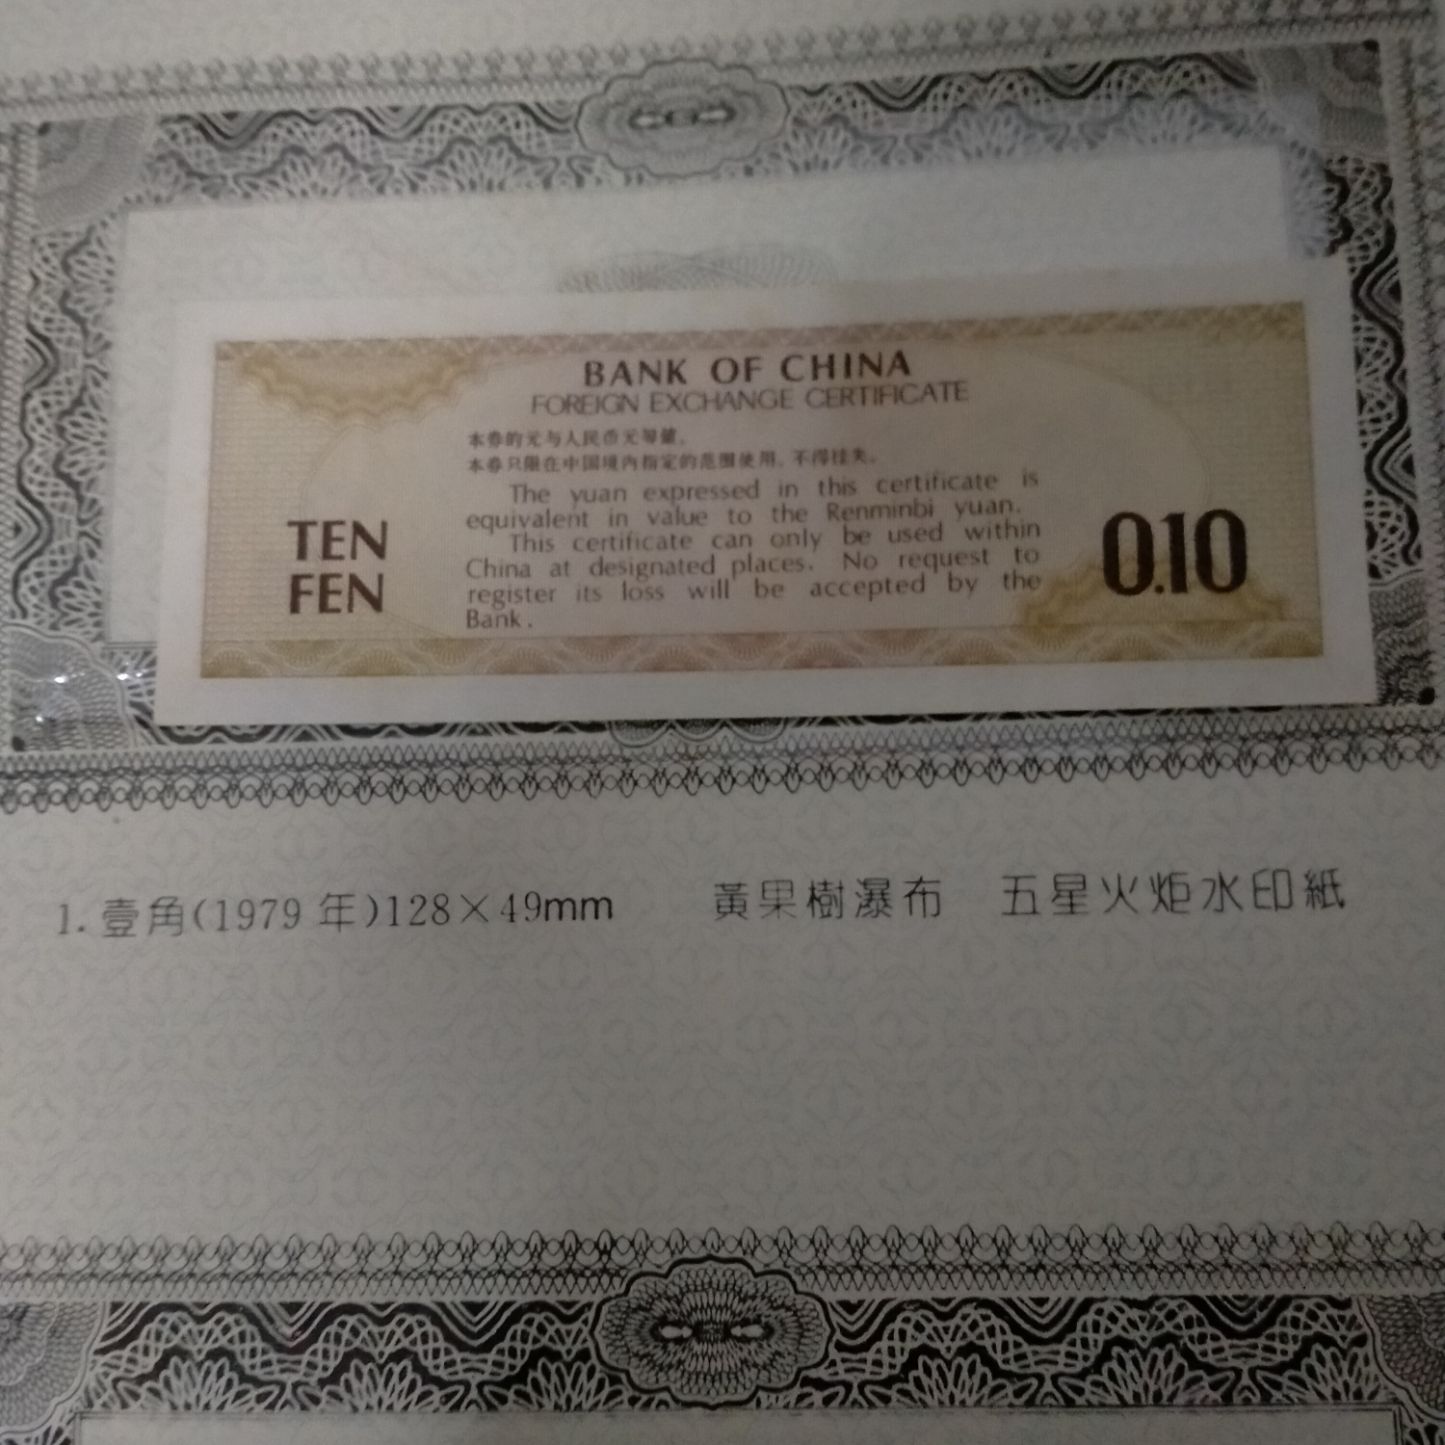 BANK OF CHINA
FOREIGN EXCHANGE CERTIFICATE
本券的元与人民币元等值。
本券只限在中国境内指定的范围使用，不得挂失。
The yuan expressed in this certificate is
equivalent in value to the Renminbi yuan.
This certificate can only be used within
China at designated places. No request to
register its loss will be accepted by the
Bank.
TEN
FEN
0.10
1.壹角(1979 年)128×49mm 黃果樹瀑布 五星火炬水印紙